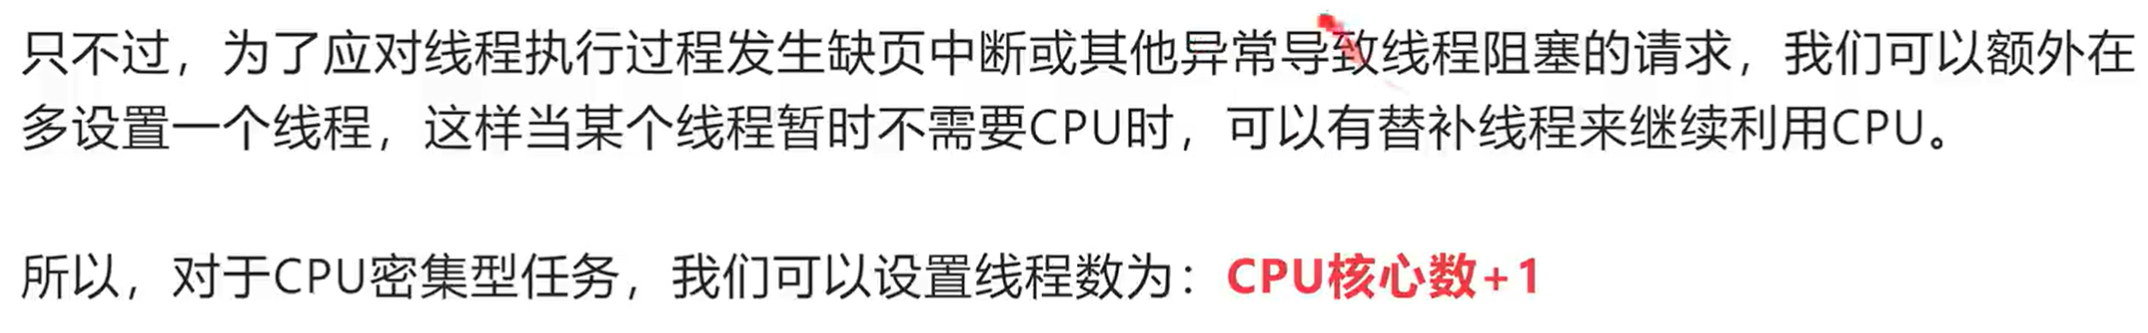 只不过，为了应对线程执行过程发生缺页中断或其他异常导致线程阻塞的请求，我们可以额外在
多设置一个线程，这样当某个线程暂时不需要CPU时，可以有替补线程来继续利用CPU。
所以，对于CPU密集型任务，我们可以设置线程数为：CPU核心数+1